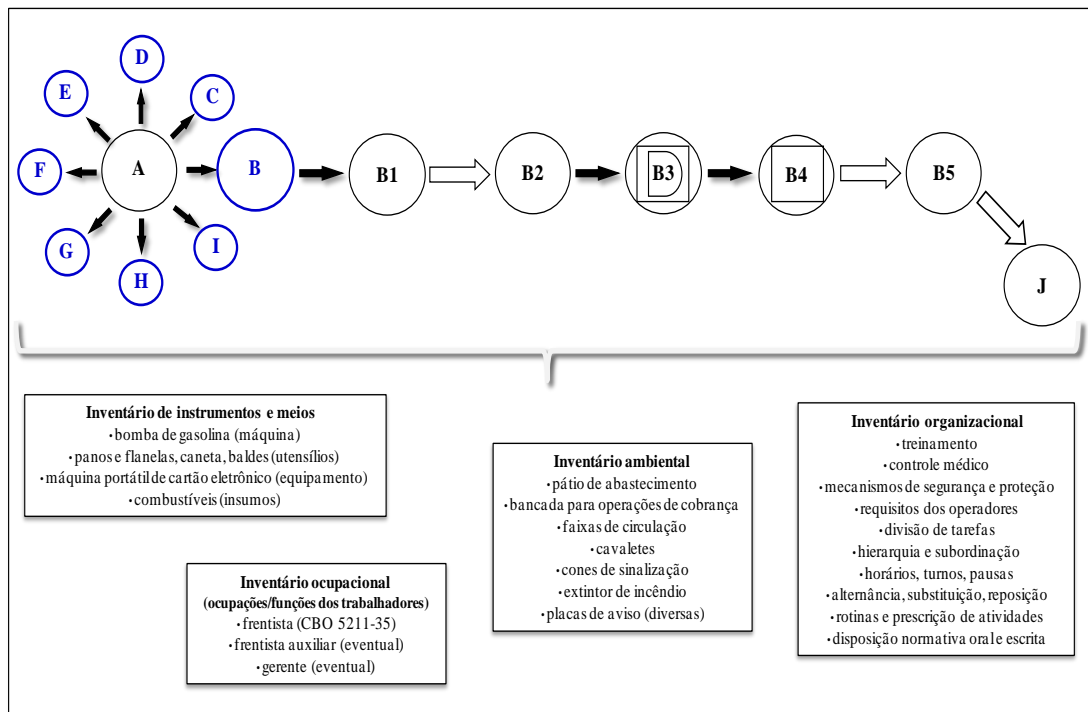 D
E
C
F
A
B
B1
B2
B3
B4
B5
G
I
H
J
Inventário de instrumentos e meios
•bomba de gasolina (máquina)
•panos e flanelas, caneta, baldes (utensílios)
•máquina portátil de cartão eletrônico (equipamento)
•combustíveis (insumos)
Inventário ocupacional
(ocupações/funções dos trabalhadores)
•frentista (CBO 5211-35)
•frentista auxiliar (eventual)
•gerente (eventual)
Inventário ambiental
•pátio de abastecimento
•bancada para operações de cobrança
•faixas de circulação
•cavaletes
•cones de sinalização
•extintor de incêndio
•placas de aviso (diversas)
Inventário organizacional
•treinamento
•controle médico
•mecanismos de segurança e proteção
•requisitos dos operadores
•divisão de tarefas
•hierarquia e subordinação
•horários, turnos, pausas
•alternância, substituição, reposição
•rotinas e prescrição de atividades
•disposição normativa oral e escrita